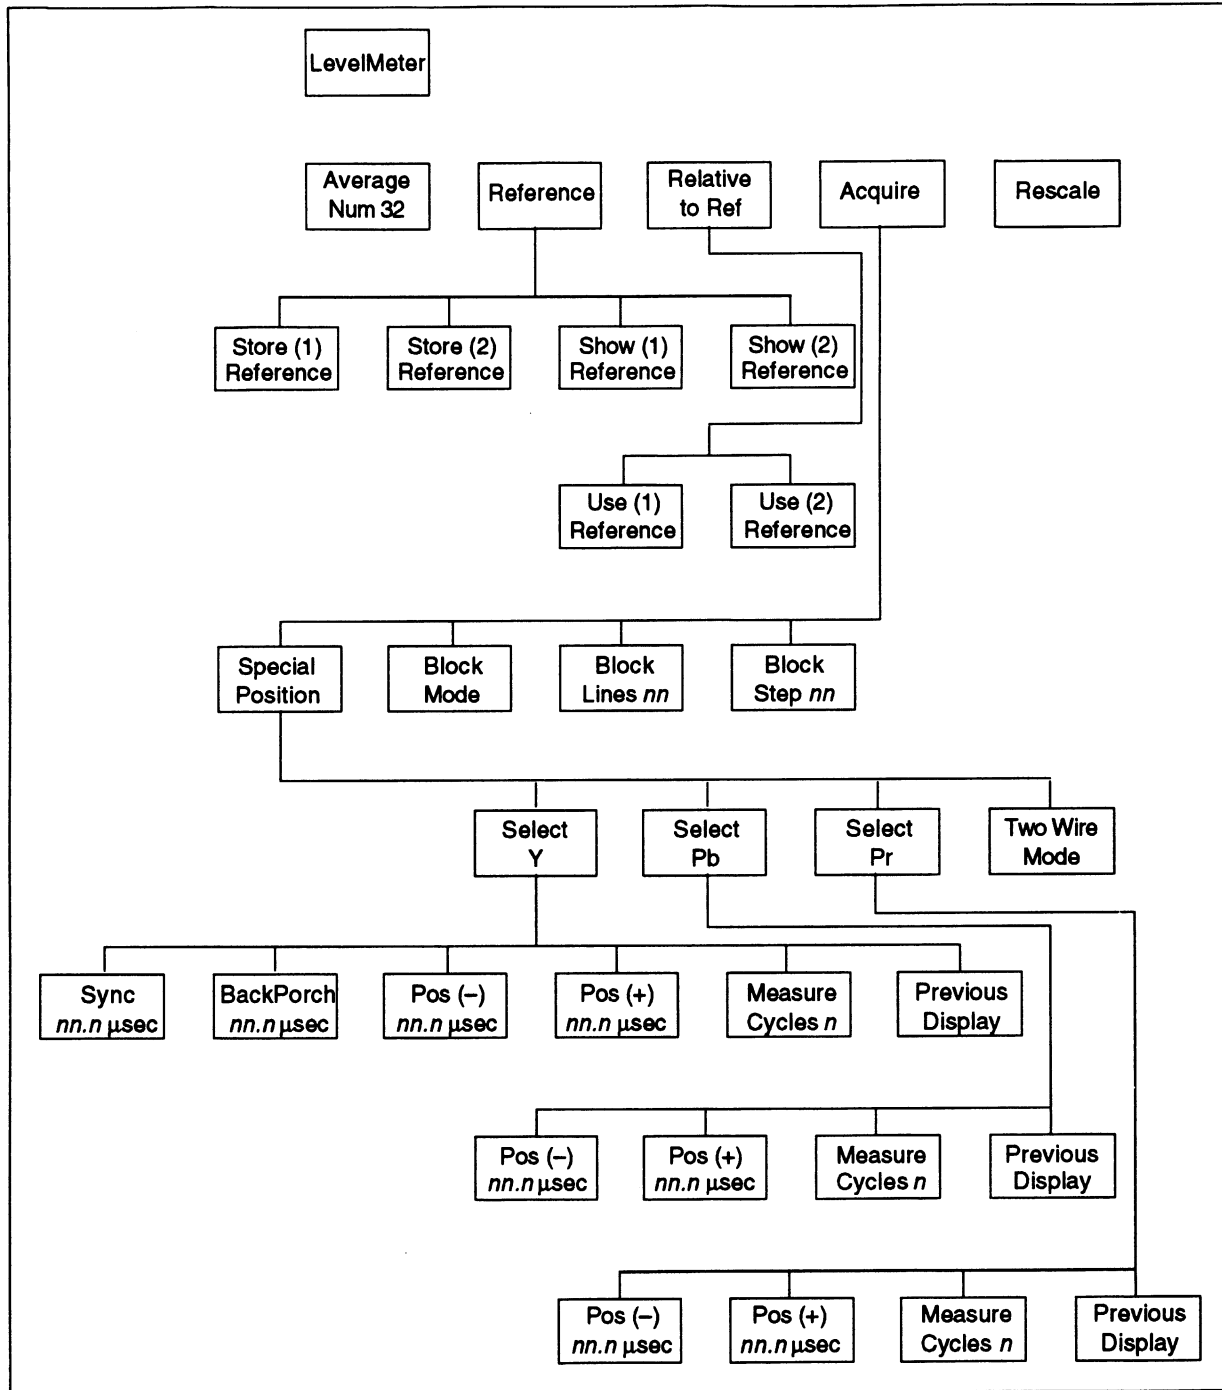 LevelMeter
Average
Num 32
Reference
Relative
to Ref
Acquire
Rescale
Store (1)
Reference
Store (2)
Reference
Show (1)
Reference
Show (2)
Reference
Use (1)
Reference
Use (2)
Reference
Special
Position
Block
Mode
Block
Lines nn
Block
Step nn
Select
Y
Select
Pb
Select
Pr
Two Wire
Mode
Sync
nn.n µsec
BackPorch
nn.n µsec
Pos (–)
nn.n µsec
Pos (+)
nn.n µsec
Measure
Cycles n
Previous
Display
Pos (–)
nn.n µsec
Pos (+)
nn.n µsec
Measure
Cycles n
Previous
Display
Pos (–)
nn.n µsec
Pos (+)
nn.n µsec
Measure
Cycles n
Previous
Display